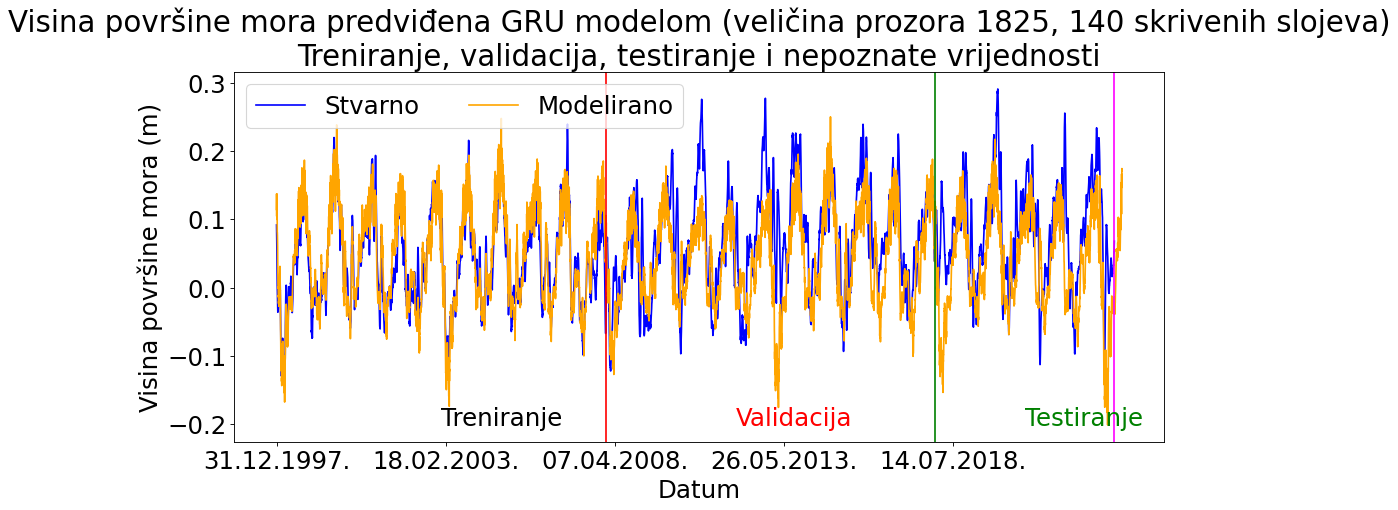 Visina površine mora predviđena GRU modelom (veličina prozora 1825, 140 skrivenih slojeva)
Treniranje, validacija, testiranje i nepoznate vrijednosti
Stvarno
Modelirano
Visina površine mora (m)
0.3
0.2
0.1
0.0
−0.1
−0.2
Treniranje
Validacija
Testiranje
31.12.1997.
18.02.2003.
07.04.2008.
26.05.2013.
14.07.2018.
Datum